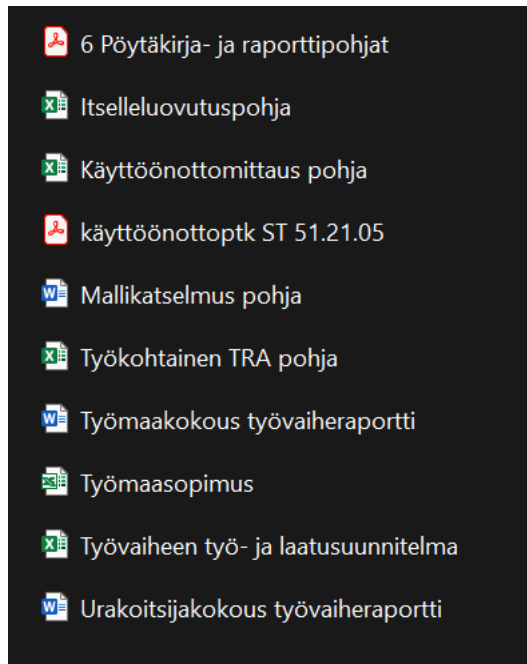 6 Pöytäkirja- ja raporttipohjat
Itselleluovutuspohja
Käyttöönottomittaus pohja
käyttöönottoptk ST 51.21.05
Mallikatselmus pohja
Työkohtainen TRA pohja
Työmaakokous työvaiheraportti
Työmaasopimus
Työvaiheen työ- ja laatusuunnitelma
Urakoitsijakokous työvaiheraportti